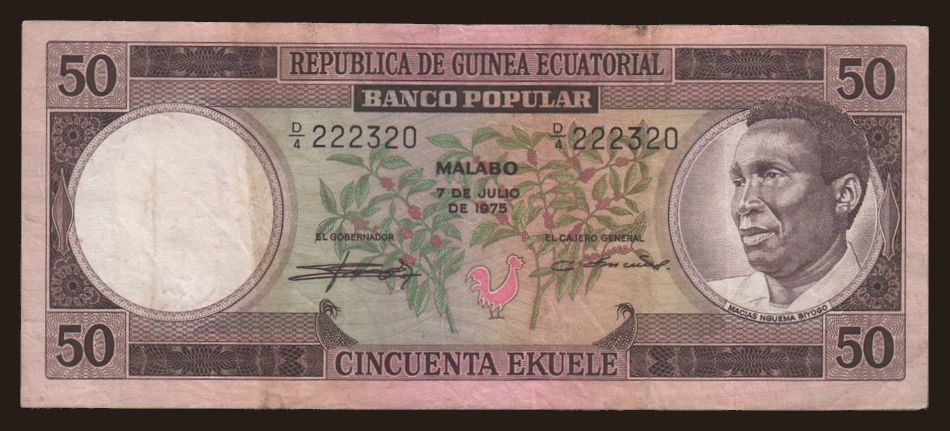 50 REPUBLICA DE GUINEA ECUATORIAL 50
BANCO POPULAR
D/4 222320 D/4 222320
MALABO
7 DE JULIO
DE 1975
EL GOBERNADOR EL CAJERO GENERAL
MACIAS NGUEMA BIYOGO
50 CINCUENTA EKUELE 50